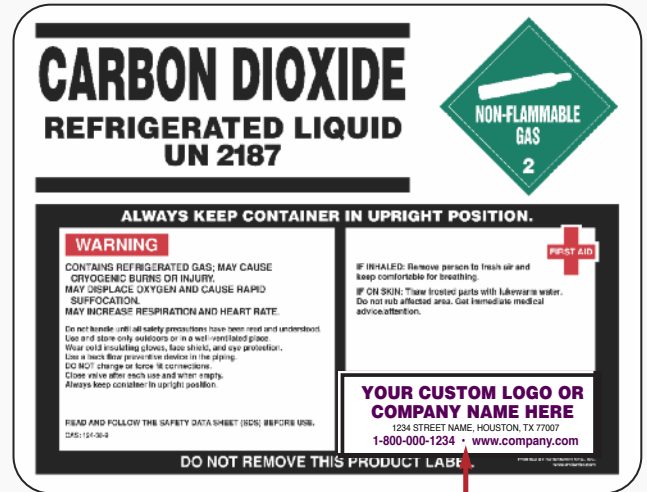 CARBON DIOXIDE
REFRIGERATED LIQUID
UN 2187
NON-FLAMMABLE
GAS
2
ALWAYS KEEP CONTAINER IN UPRIGHT POSITION.
WARNING
CONTAINS REFRIGERATED GAS; MAY CAUSE
CRYOGENIC BURNS OR INJURY.
MAY DISPLACE OXYGEN AND CAUSE RAPID
SUFFOCATION.
MAY INCREASE RESPIRATION AND HEART RATE.
Do not handle until all safety precautions have been read and understood.
Use and store only outdoors or in a well-ventilated place.
Wear cold insulating gloves, face shield, and eye protection.
Use a back flow preventive device in the piping.
DO NOT change or force fit connections.
Close valve after each use and when empty.
Always keep container in upright position.
READ AND FOLLOW THE SAFETY DATA SHEET (SDS) BEFORE USE.
CAS: 124-38-9
FIRST AID
IF INHALED: Remove person to fresh air and
keep comfortable for breathing.
IF ON SKIN: Thaw frosted parts with lukewarm water.
Do not rub affected area. Get immediate medical
advice/attention.
YOUR CUSTOM LOGO OR
COMPANY NAME HERE
1234 STREET NAME, HOUSTON, TX 77007
1-800-000-1234 • www.company.com
DO NOT REMOVE THIS PRODUCT LABEL.